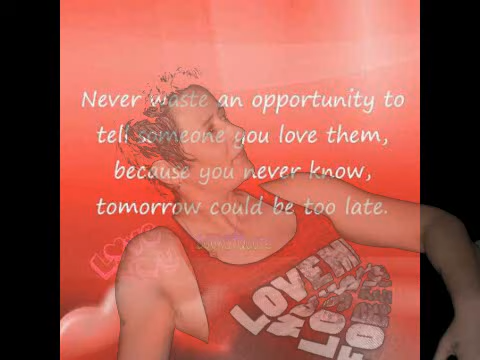 Never waste an opportunity to
tell someone you love them,
because you never know,
tomorrow could be too late.
LOVE